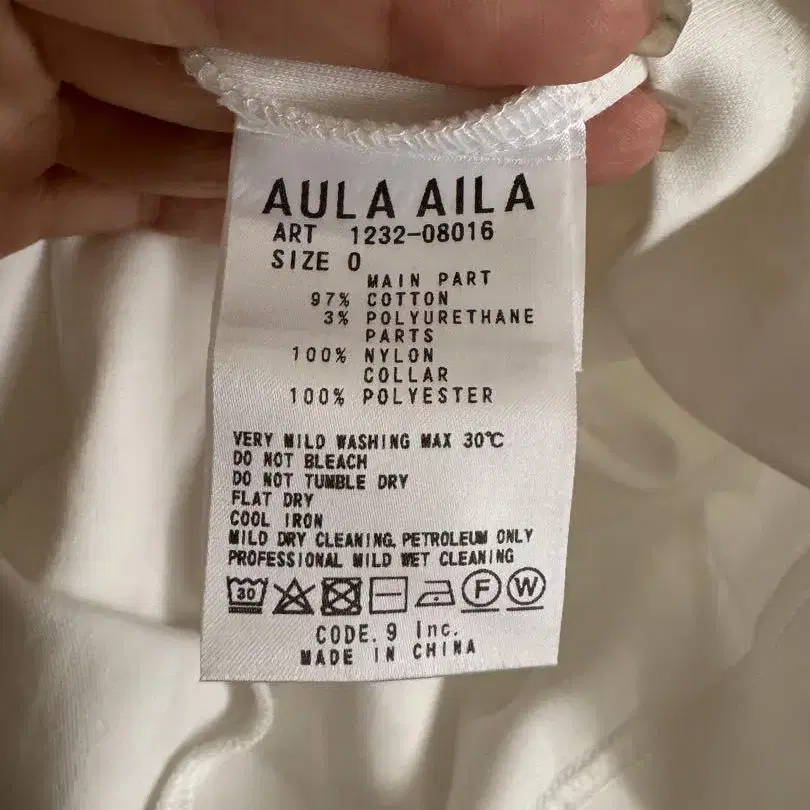 AULA AILA
ART 1232-08016
SIZE 0
MAIN PART
97% COTTON
3% POLYURETHANE
PARTS
100% NYLON
COLLAR
100% POLYESTER
VERY MILD WASHING MAX 30℃
DO NOT BLEACH
DO NOT TUMBLE DRY
FLAT DRY
COOL IRON
MILD DRY CLEANING, PETROLEUM ONLY
PROFESSIONAL MILD WET CLEANING
30 F W
CODE. 9 Inc.
MADE IN CHINA